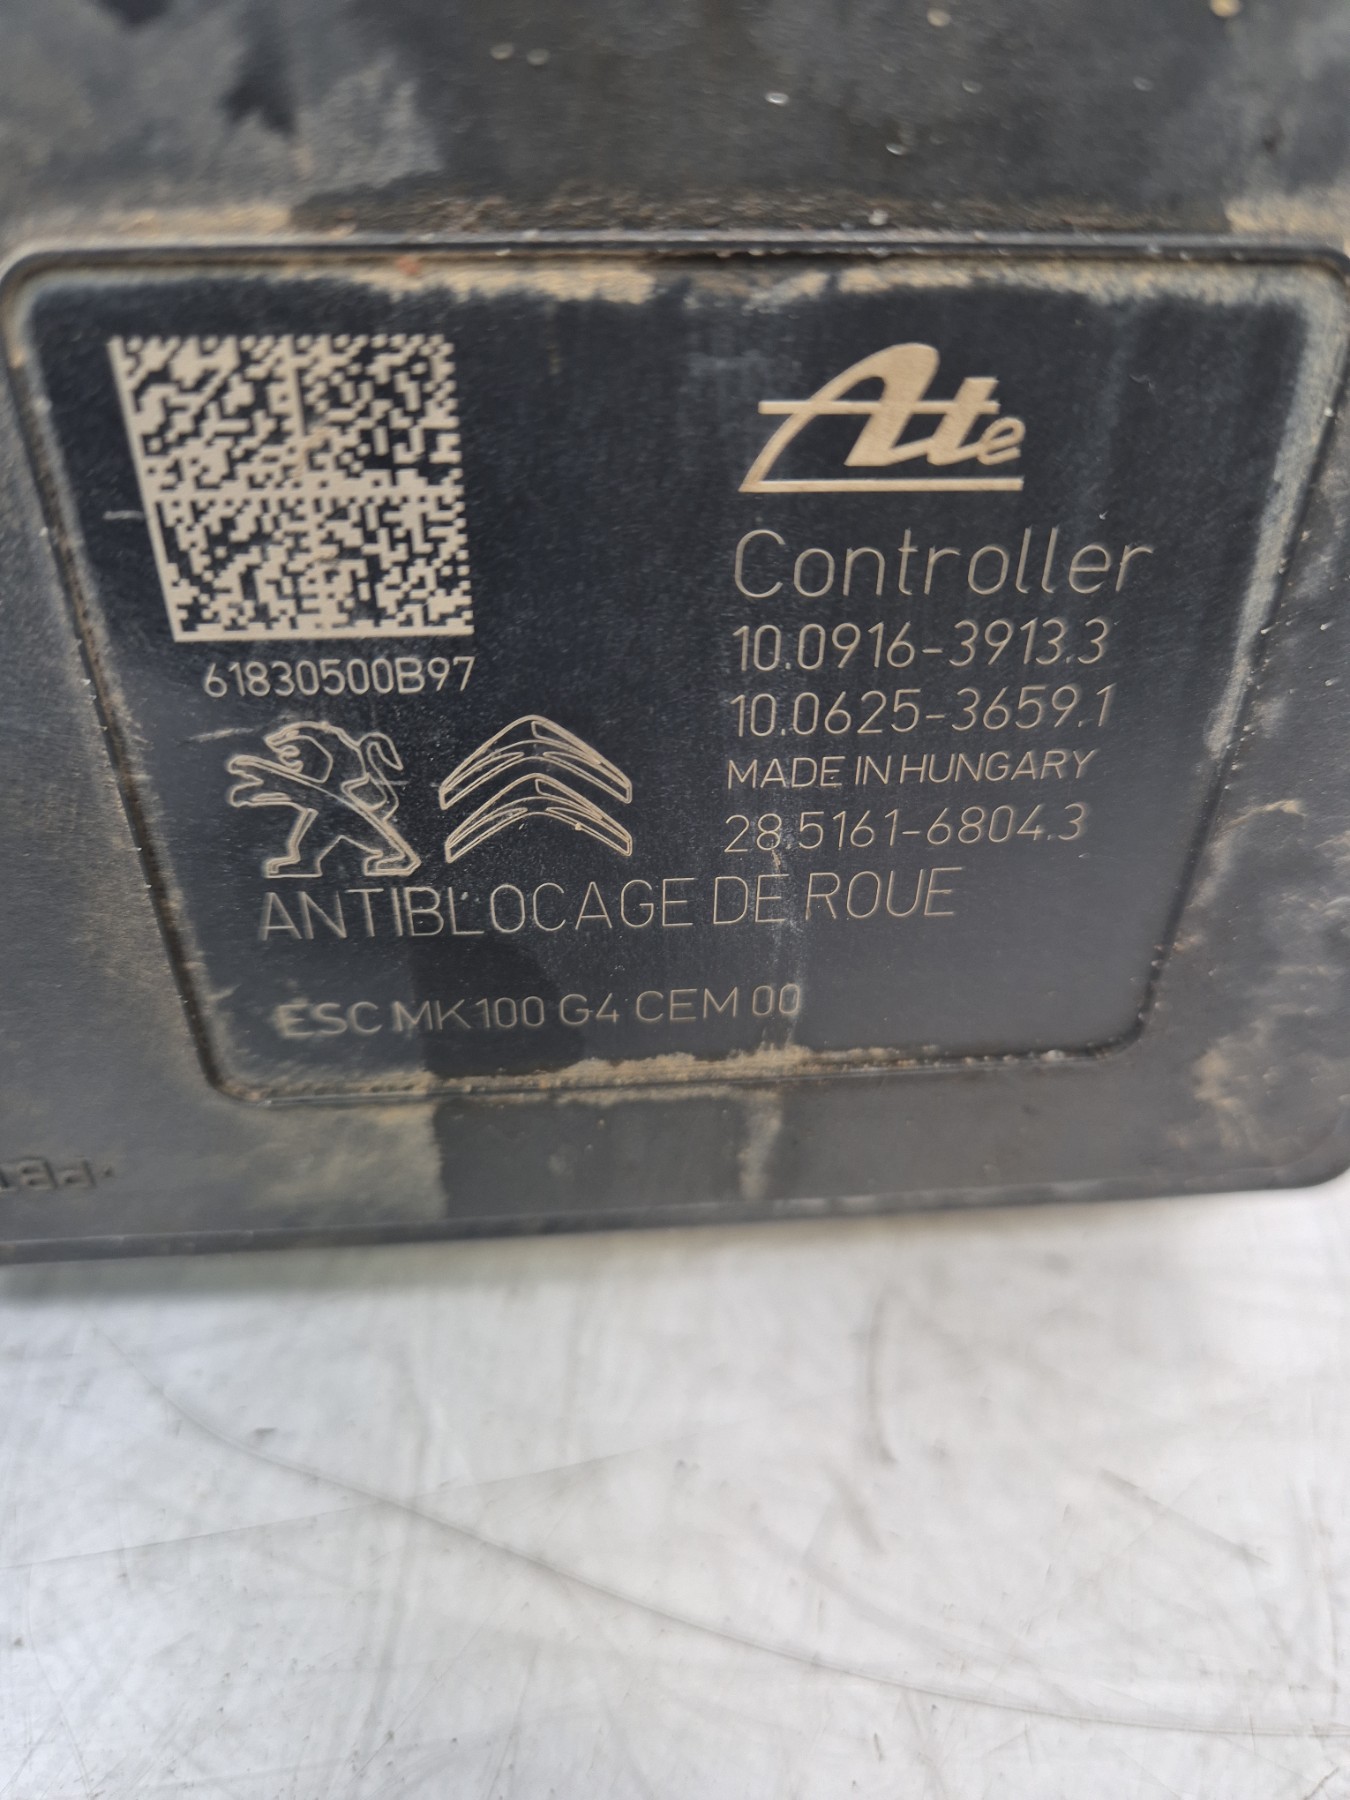 Ate
Controller
10.0916-3913.3
61830500B97
10.0625-3659.1
MADE IN HUNGARY
28.5161-6804.3
ANTIBLOCAGE DE ROUE
ESC MK100 G4 CEM 00